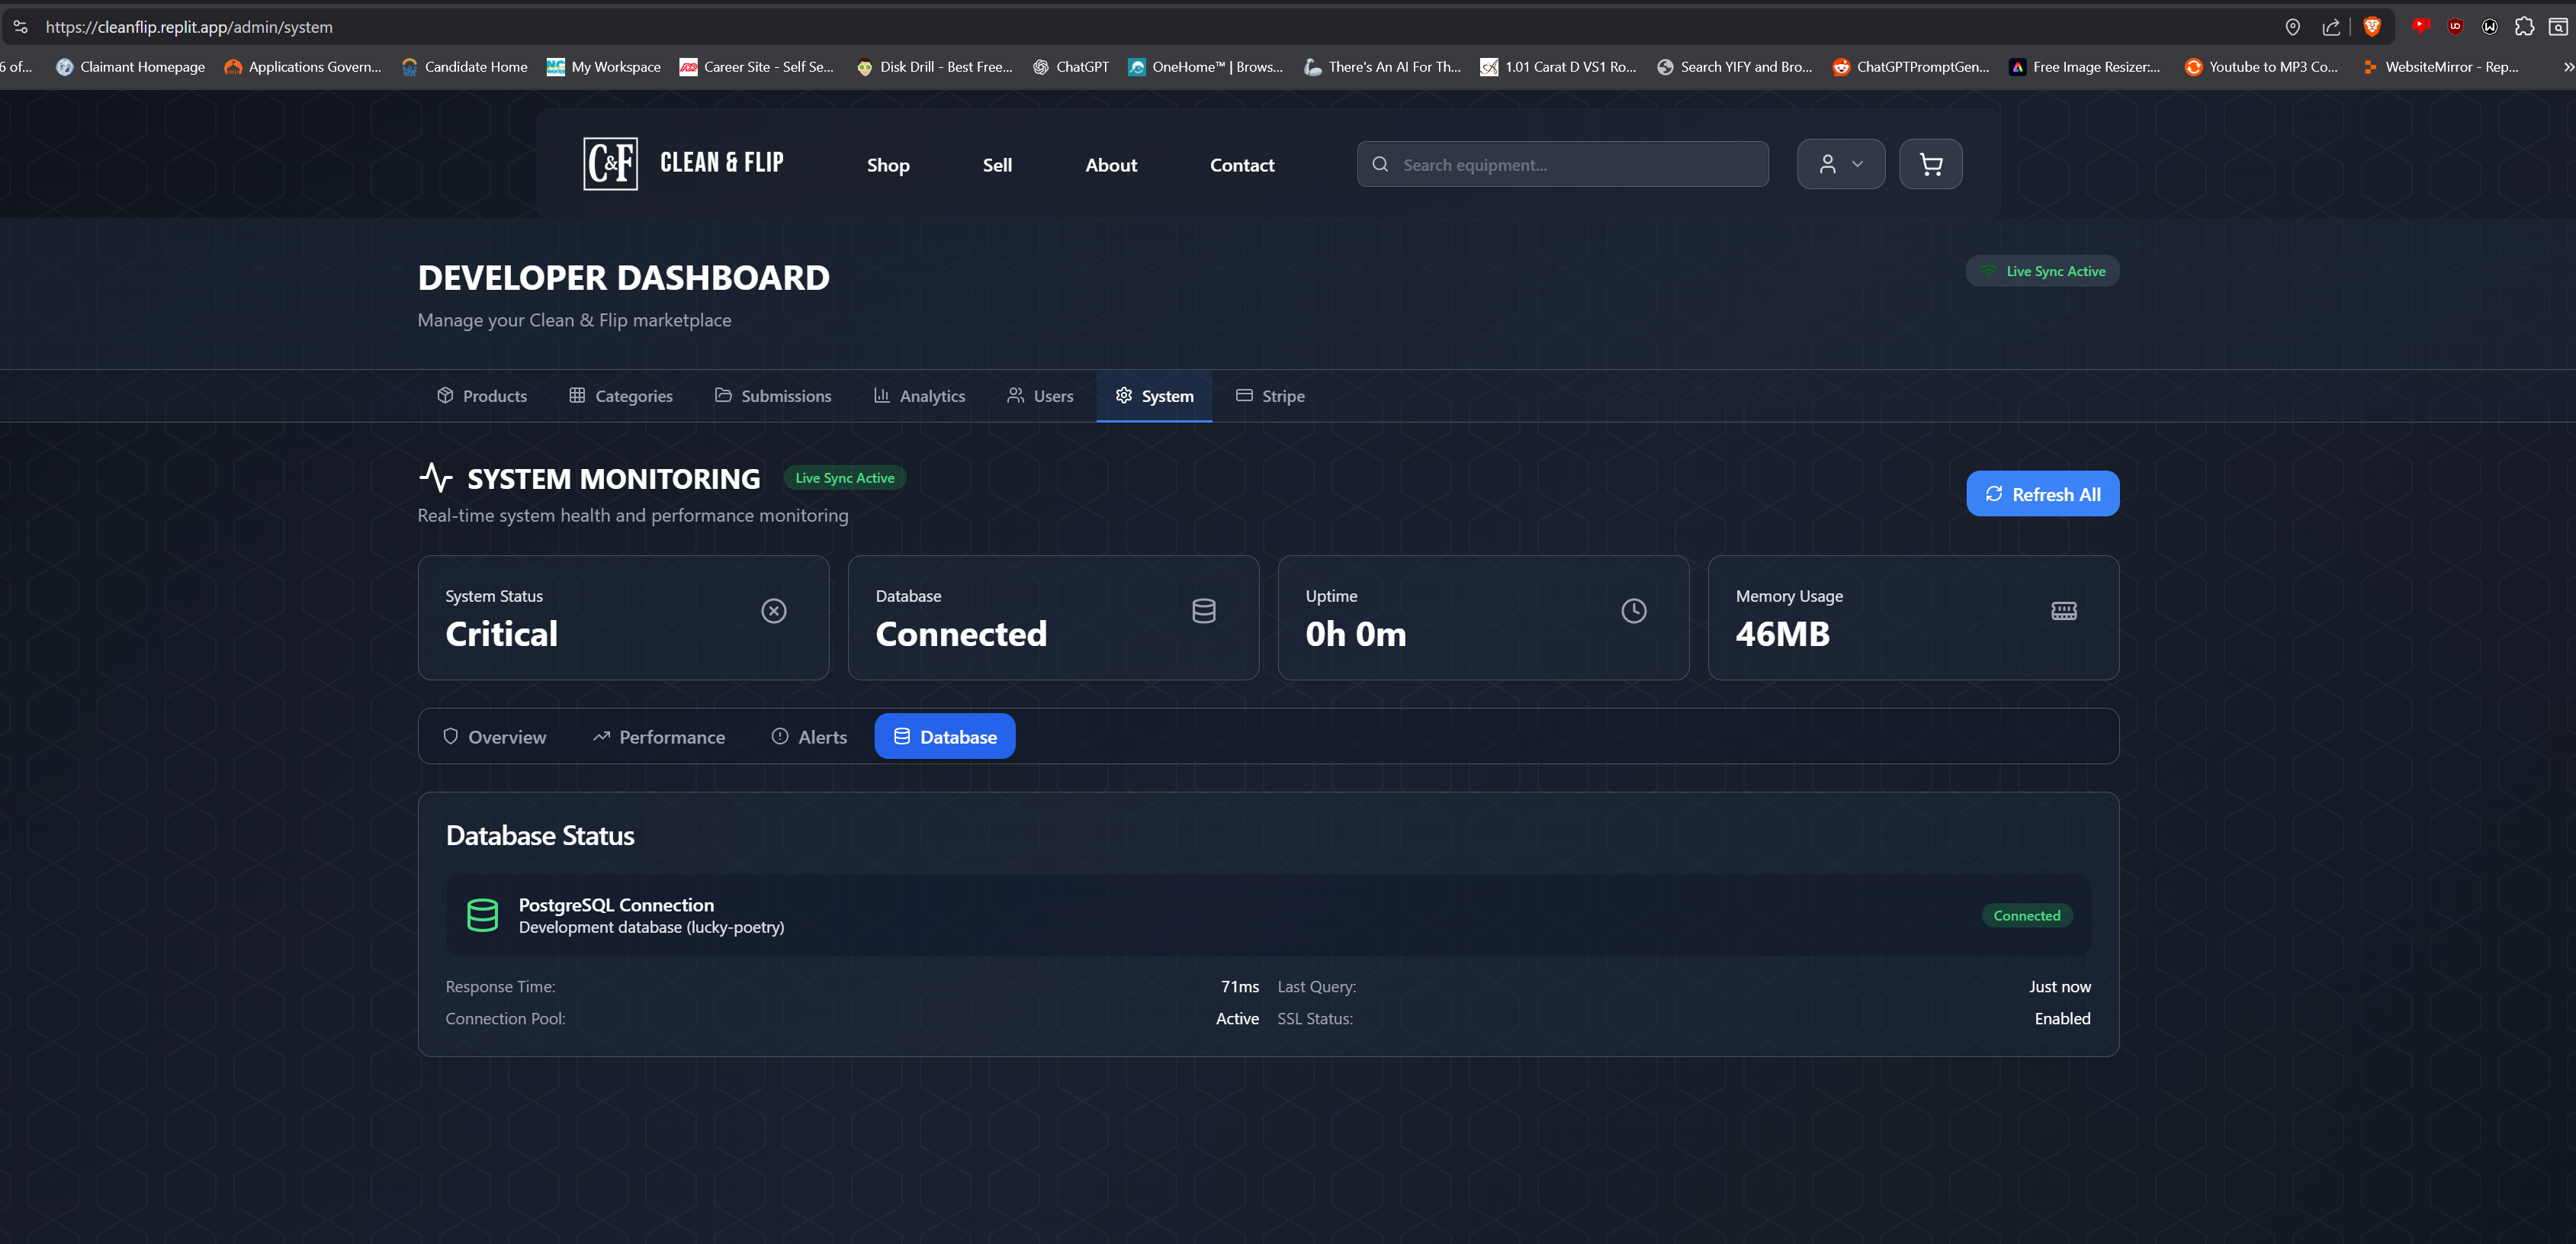 https://cleanflip.replit.app/admin/system
6 of...
Claimant Homepage
Applications Govern...
Candidate Home
My Workspace
Career Site - Self Se...
Disk Drill - Best Free...
ChatGPT
OneHome™ | Brows...
There's An AI For Th...
1.01 Carat D VS1 Ro...
Search YIFY and Bro...
ChatGPTPromptGen...
Free Image Resizer:...
Youtube to MP3 Co...
WebsiteMirror - Rep...
C&F
CLEAN & FLIP
Shop
Sell
About
Contact
Search equipment...
DEVELOPER DASHBOARD
Live Sync Active
Manage your Clean & Flip marketplace
Products
Categories
Submissions
Analytics
Users
System
Stripe
SYSTEM MONITORING
Live Sync Active
Refresh All
Real-time system health and performance monitoring
System Status
Critical
Database
Connected
Uptime
0h 0m
Memory Usage
46MB
Overview
Performance
Alerts
Database
Database Status
PostgreSQL Connection
Development database (lucky-poetry)
Connected
Response Time:
71ms
Last Query:
Just now
Connection Pool:
Active
SSL Status:
Enabled